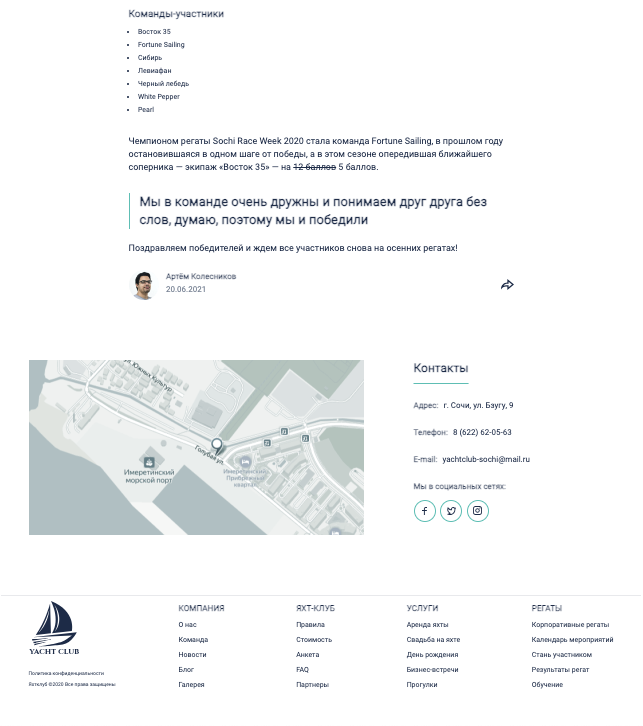 Команды-участники
Восток 35
Fortune Sailing
Сибирь
Левиафан
Черный лебедь
White Pepper
Pearl
Чемпионом регаты Sochi Race Week 2020 стала команда Fortune Sailing, в прошлом году
остановившаяся в одном шаге от победы, а в этом сезоне опередившая ближайшего
соперника — экипаж «Восток 35» — на 12 баллов 5 баллов.
Мы в команде очень дружны и понимаем друг друга без
слов, думаю, поэтому мы и победили
Поздравляем победителей и ждем все участников снова на осенних регатах!
Артём Колесников
20.06.2021
ул. Южных Культур
Голубая ул.
Имеретинский
морской порт
Имеретинский
Прибрежный
квартал
Контакты
Адрес: г. Сочи, ул. Бзугу, 9
Телефон: 8 (622) 62-05-63
E-mail: yachtclub-sochi@mail.ru
Мы в социальных сетях:
YACHT CLUB
Политика конфиденциальности
Яхтклуб ©2020 Все права защищены
КОМПАНИЯ
О нас
Команда
Новости
Блог
Галерея
ЯХТ-КЛУБ
Правила
Стоимость
Анкета
FAQ
Партнеры
УСЛУГИ
Аренда яхты
Свадьба на яхте
День рождения
Бизнес-встречи
Прогулки
РЕГАТЫ
Корпоративные регаты
Календарь мероприятий
Стань участником
Результаты регат
Обучение